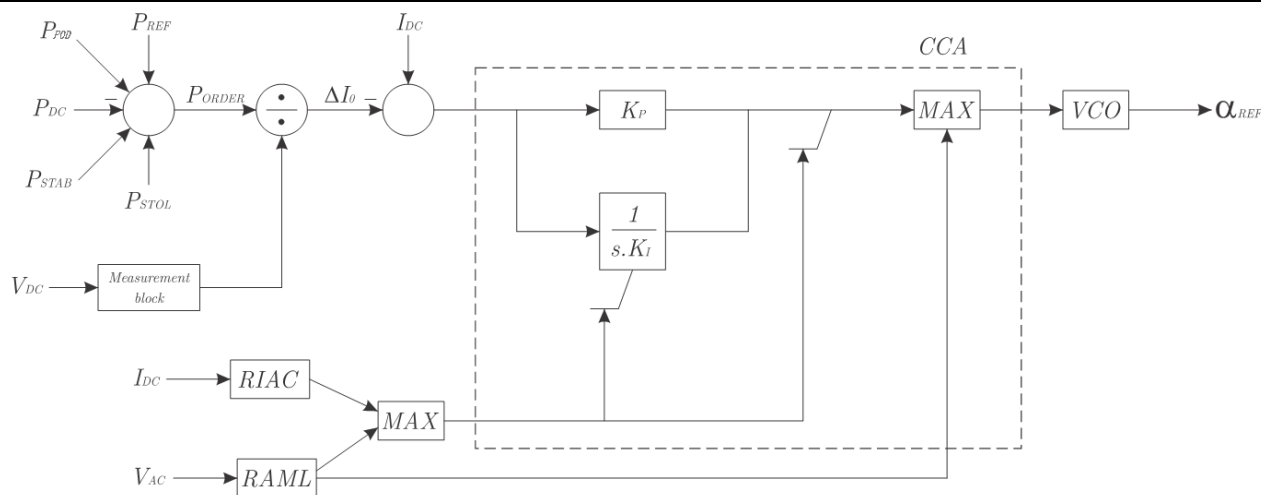 P_POD
P_REF
I_DC
CCA
P_DC
–
P_ORDER
÷
ΔI_0
–
K_P
MAX
VCO
α_REF
P_STAB
P_STOL
1
s.K_I
V_DC
Measurement
block
I_DC
RIAC
MAX
V_AC
RAML